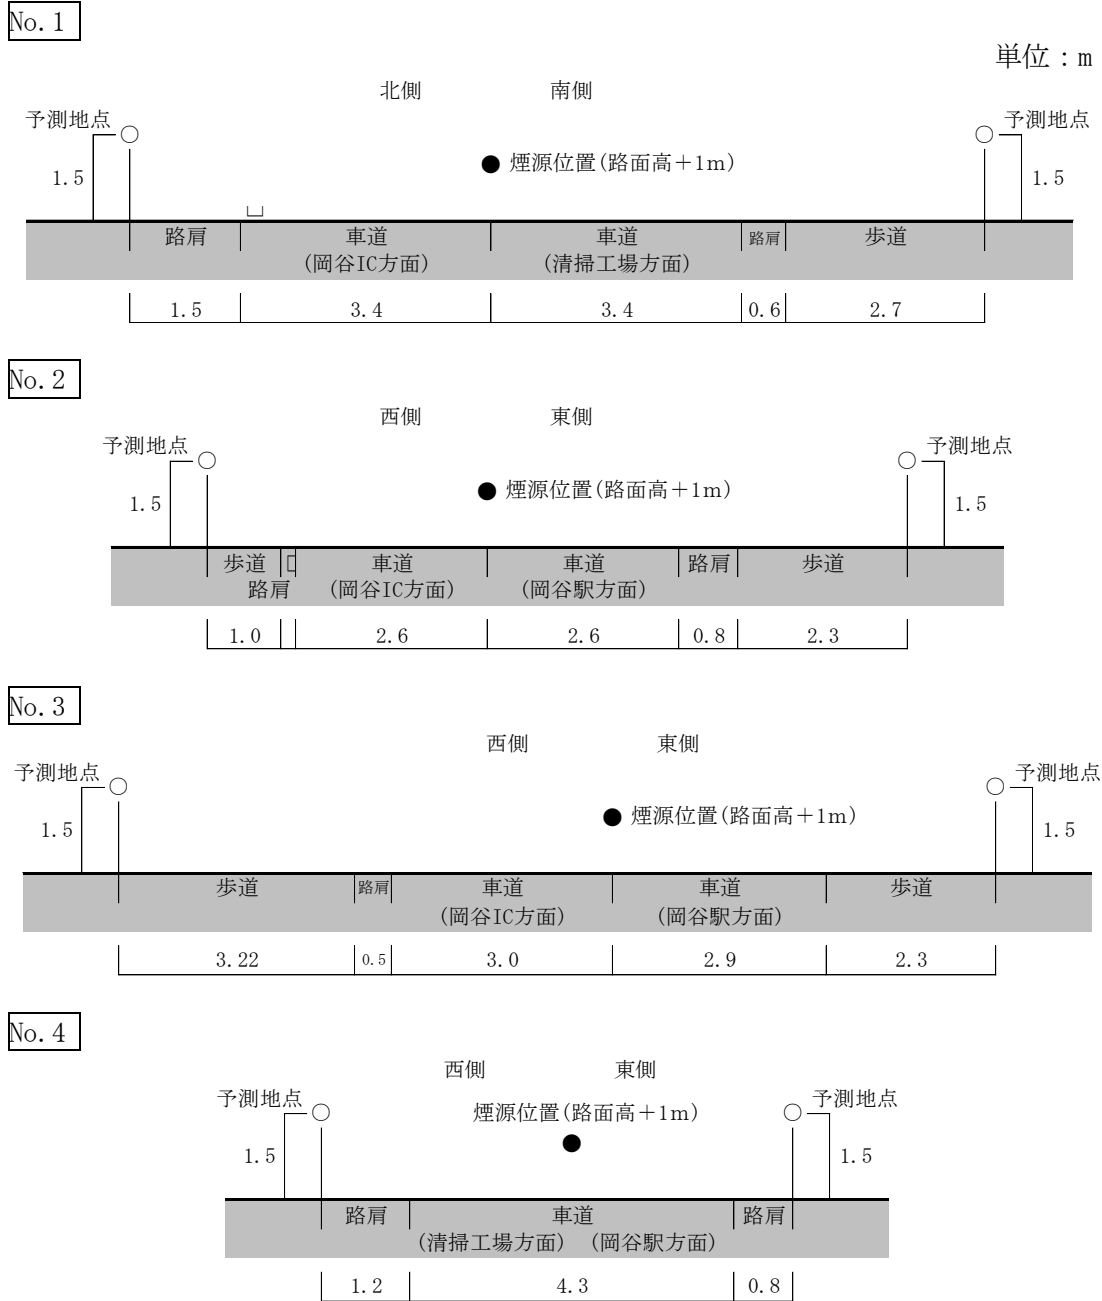 No.1
単位：m
北側 南側
予測地点 予測地点
煙源位置(路面高＋1m)
1.5 1.5
路肩 車道 車道 路肩 歩道
(岡谷IC方面) (清掃工場方面)
1.5 3.4 3.4 0.6 2.7
No.2
西側 東側
予測地点 予測地点
煙源位置(路面高＋1m)
1.5 1.5
歩道 車道 車道 路肩 歩道
路肩 (岡谷IC方面) (岡谷駅方面)
1.0 2.6 2.6 0.8 2.3
No.3
西側 東側
予測地点 予測地点
煙源位置(路面高＋1m)
1.5 1.5
歩道 路肩 車道 車道 歩道
(岡谷IC方面) (岡谷駅方面)
3.22 0.5 3.0 2.9 2.3
No.4
西側 東側
予測地点 予測地点
煙源位置(路面高＋1m)
1.5 1.5
路肩 車道 路肩
(清掃工場方面) (岡谷駅方面)
1.2 4.3 0.8